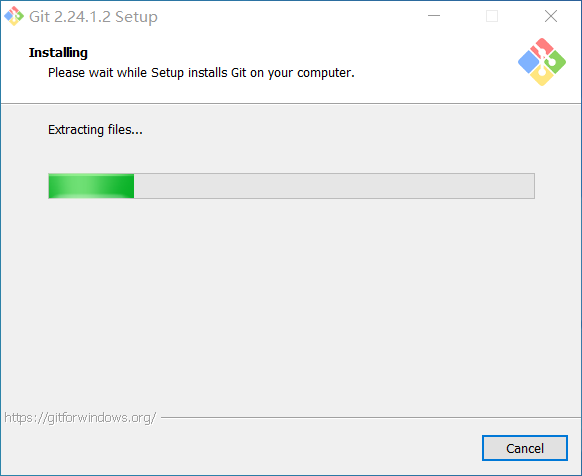 Git 2.24.1.2 Setup
Installing
Please wait while Setup installs Git on your computer.
Extracting files...
https://gitforwindows.org/
Cancel